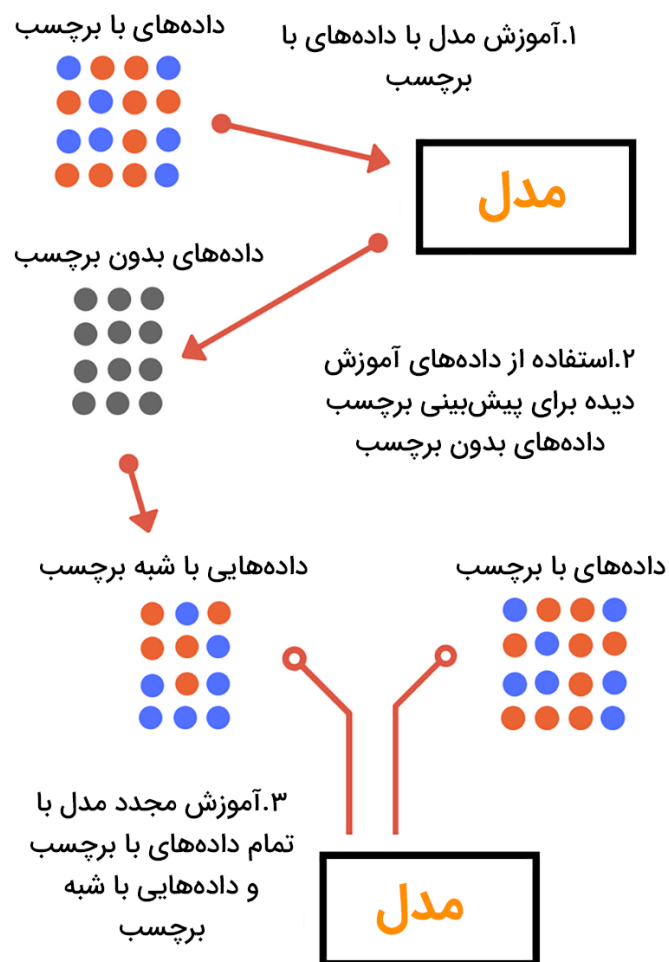 داده‌های با برچسب
۱.آموزش مدل با داده‌های با
برچسب
مدل
داده‌های بدون برچسب
۲.استفاده از داده‌های آموزش
دیده برای پیش‌بینی برچسب
داده‌های بدون برچسب
داده‌های با برچسب
داده‌هایی با شبه برچسب
۳.آموزش مجدد مدل با
تمام داده‌های با برچسب
و داده‌هایی با شبه
برچسب
مدل